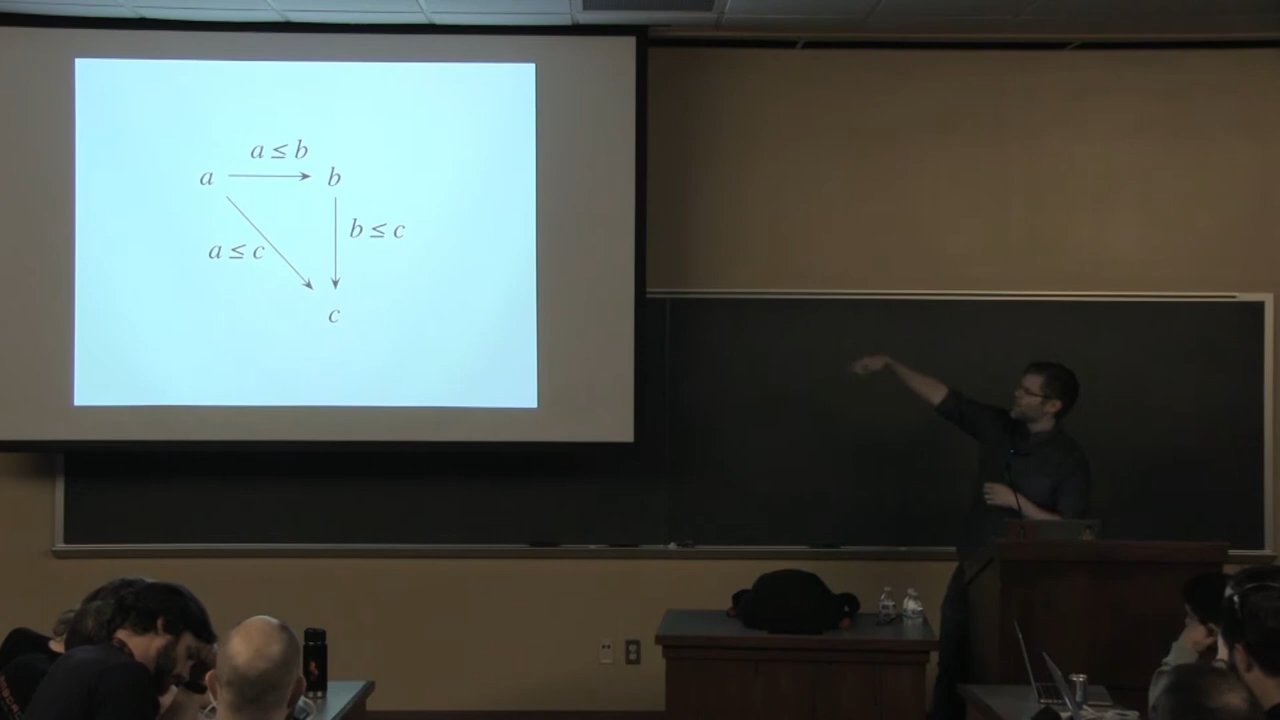 a ≤ b
a
b
b ≤ c
a ≤ c
c